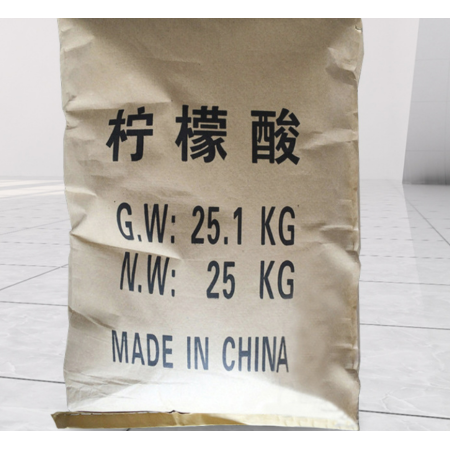 柠檬酸
G.W: 25.1 KG
N.W: 25 KG
MADE IN CHINA